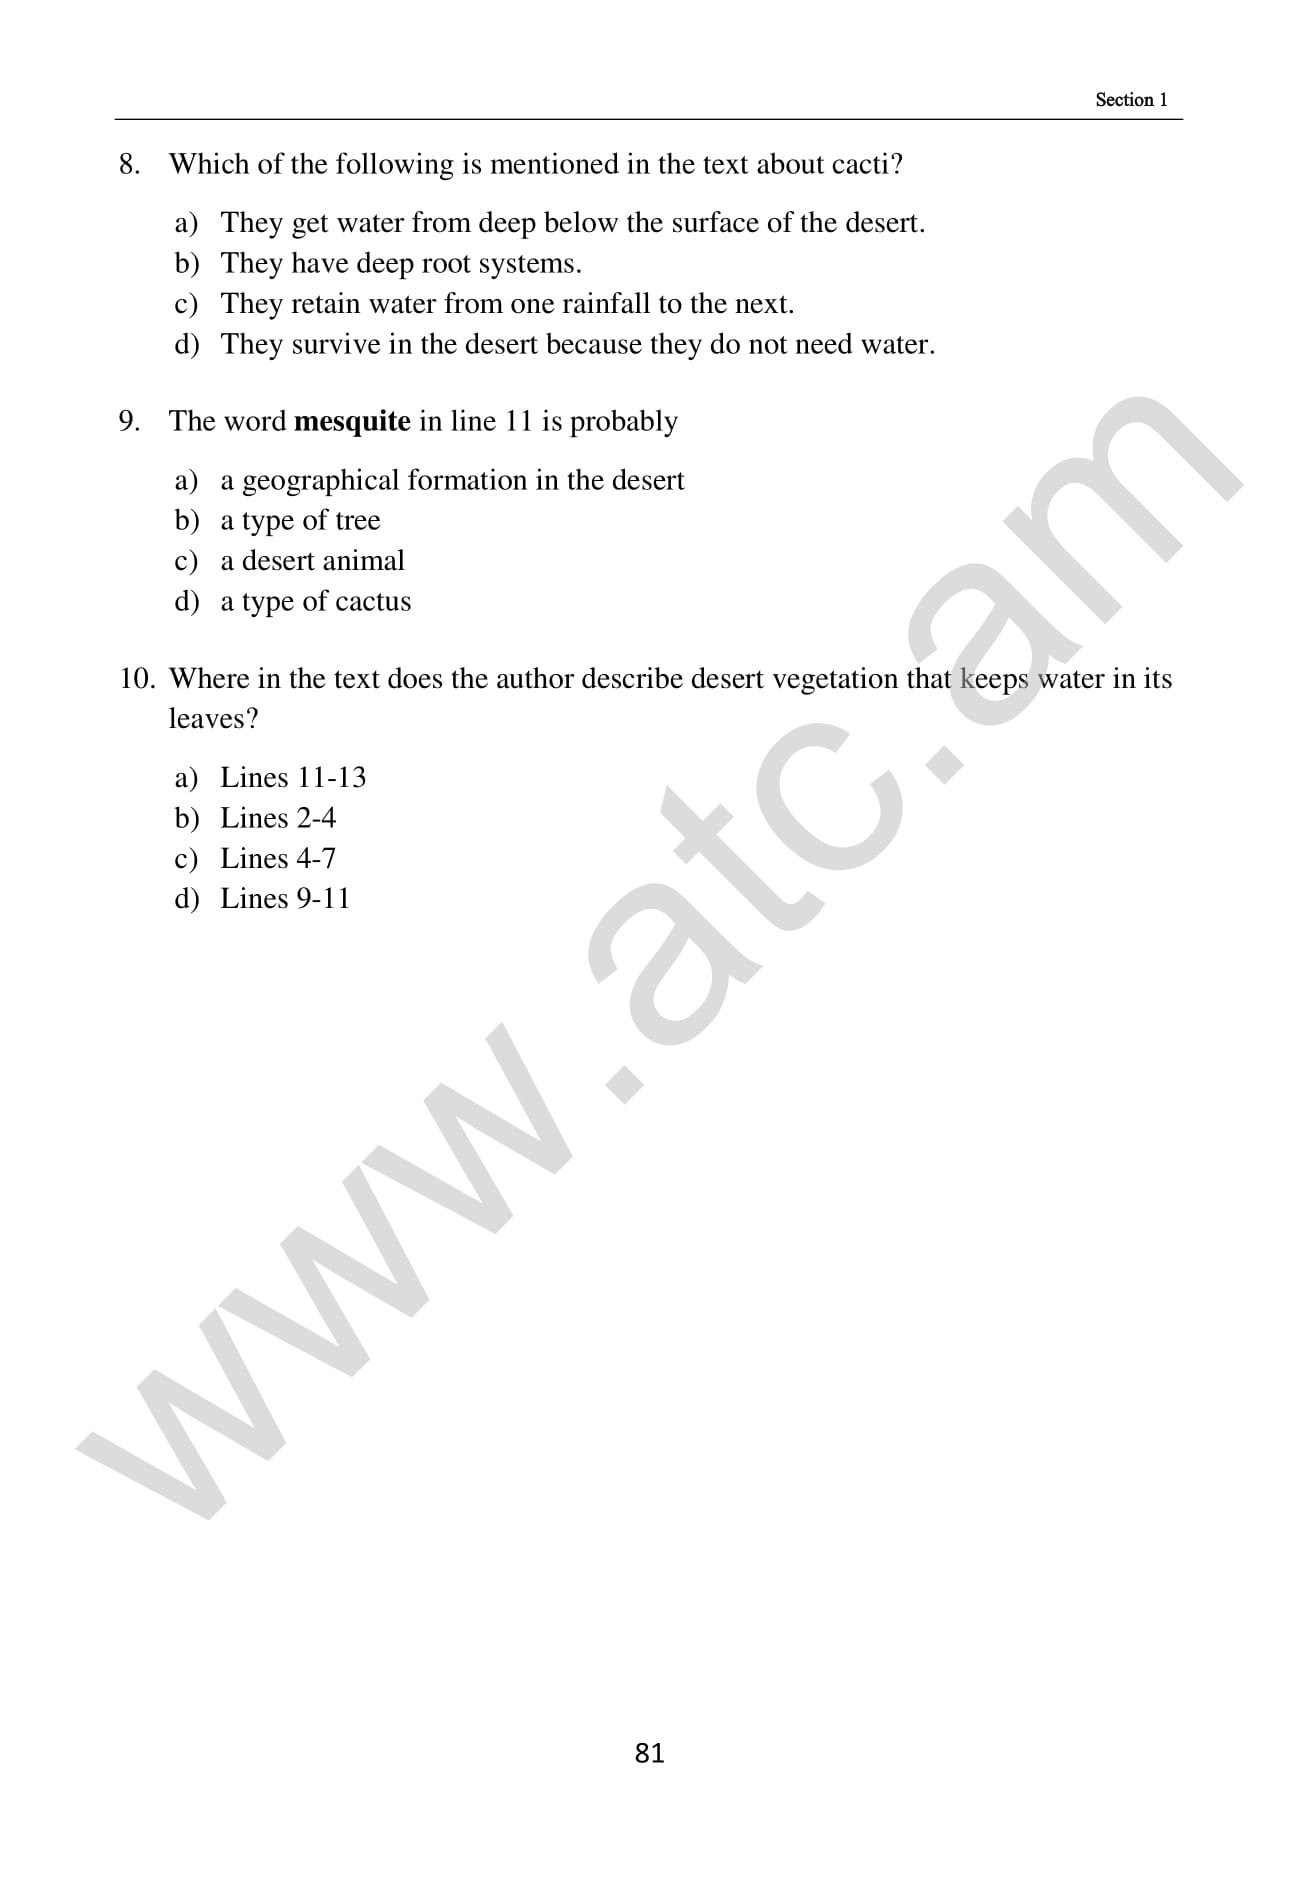 Section 1
8. Which of the following is mentioned in the text about cacti?
a) They get water from deep below the surface of the desert.
b) They have deep root systems.
c) They retain water from one rainfall to the next.
d) They survive in the desert because they do not need water.
9. The word mesquite in line 11 is probably
a) a geographical formation in the desert
b) a type of tree
c) a desert animal
d) a type of cactus
10. Where in the text does the author describe desert vegetation that keeps water in its
leaves?
a) Lines 11-13
b) Lines 2-4
c) Lines 4-7
d) Lines 9-11
www.atc.am
81